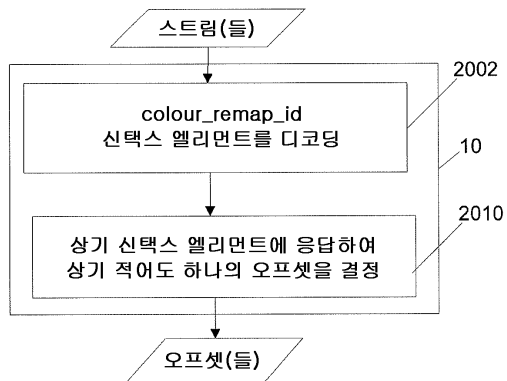 스트림(들)
2002
colour_remap_id
신택스 엘리먼트를 디코딩
10
2010
상기 신택스 엘리먼트에 응답하여
상기 적어도 하나의 오프셋을 결정
오프셋(들)